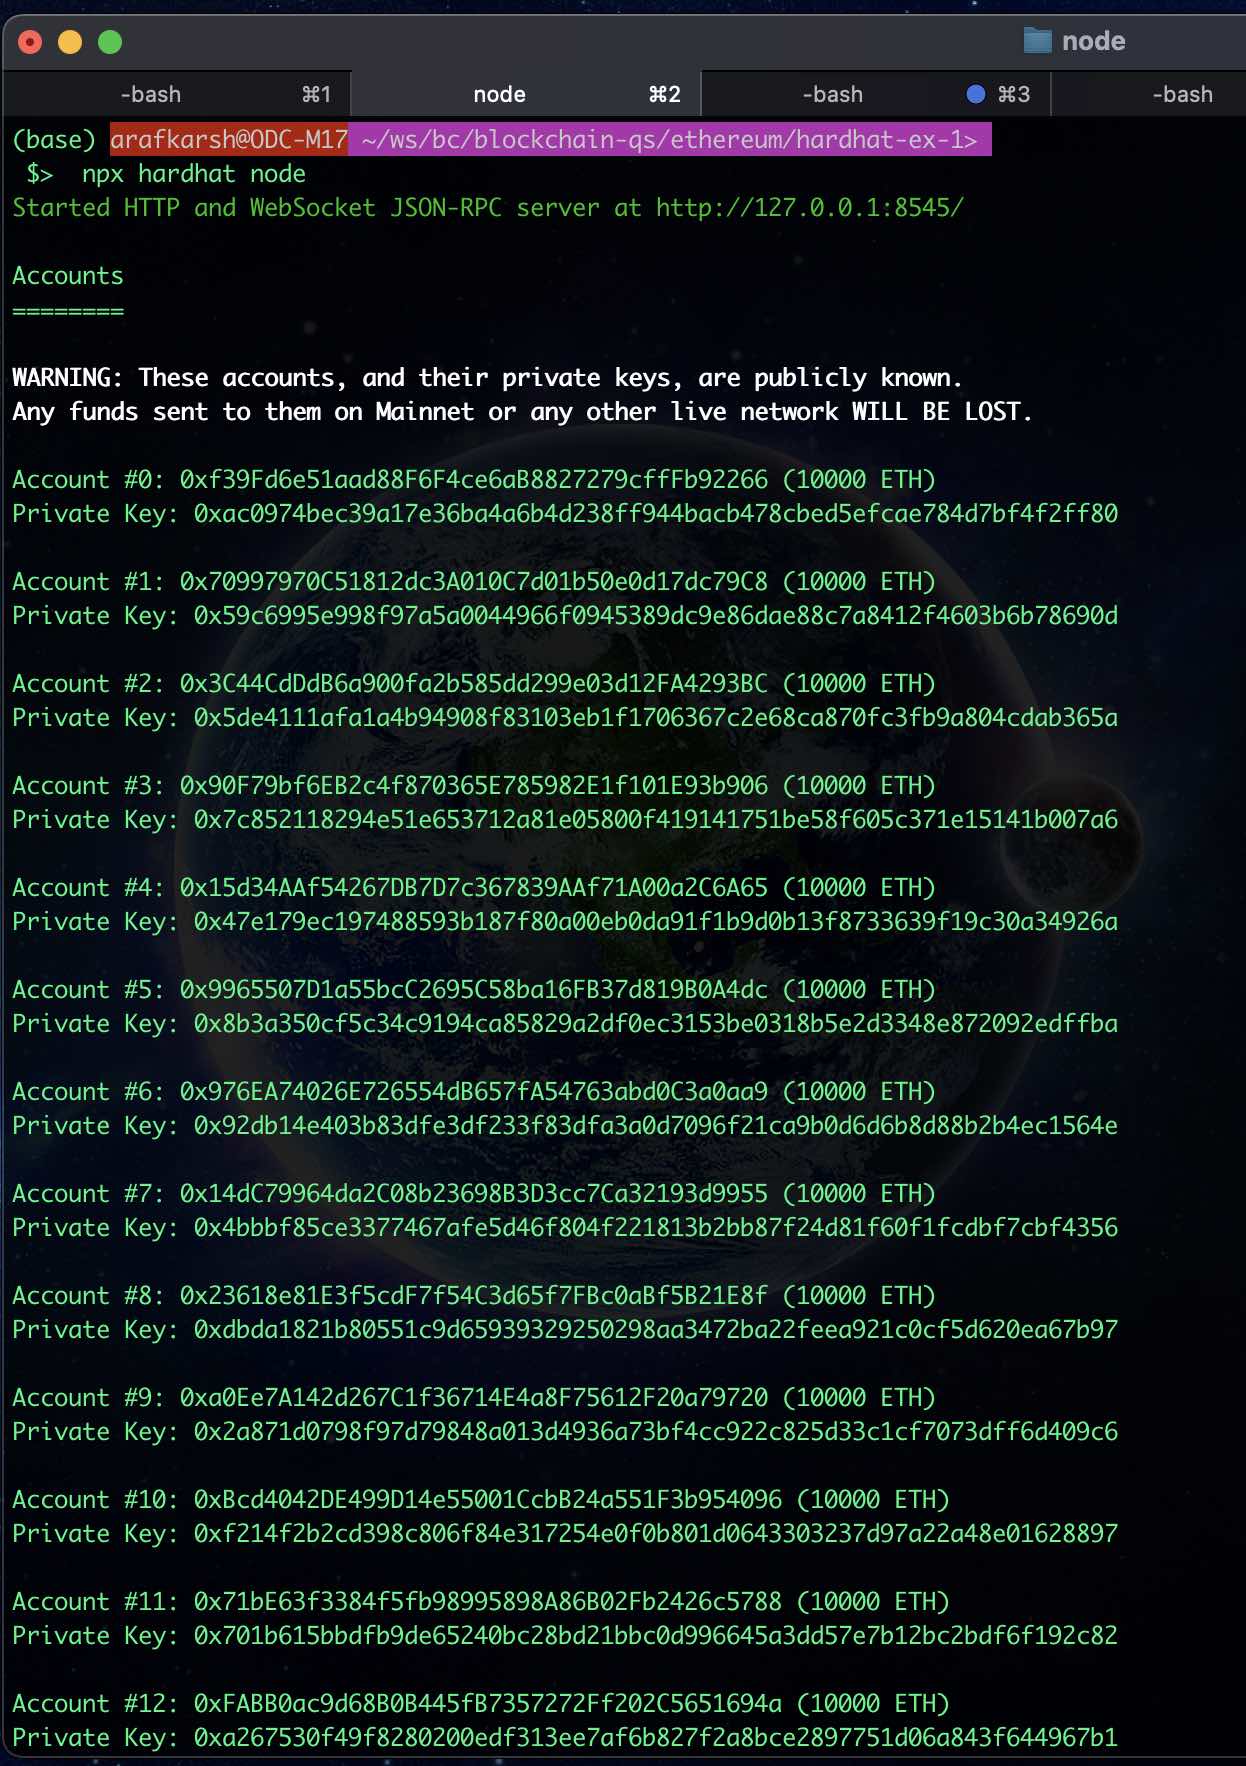 node
-bash ⌘1 node ⌘2 -bash ⌘3 -bash
(base) arafkarsh@ODC-M17 ~/ws/bc/blockchain-qs/ethereum/hardhat-ex-1>
$> npx hardhat node
Started HTTP and WebSocket JSON-RPC server at http://127.0.0.1:8545/
Accounts
========
WARNING: These accounts, and their private keys, are publicly known.
Any funds sent to them on Mainnet or any other live network WILL BE LOST.
Account #0: 0xf39Fd6e51aad88F6F4ce6aB8827279cffFb92266 (10000 ETH)
Private Key: 0xac0974bec39a17e36ba4a6b4d238ff944bacb478cbed5efcae784d7bf4f2ff80
Account #1: 0x70997970C51812dc3A010C7d01b50e0d17dc79C8 (10000 ETH)
Private Key: 0x59c6995e998f97a5a0044966f0945389dc9e86dae88c7a8412f4603b6b78690d
Account #2: 0x3C44CdDdB6a900fa2b585dd299e03d12FA4293BC (10000 ETH)
Private Key: 0x5de4111afa1a4b94908f83103eb1f1706367c2e68ca870fc3fb9a804cdab365a
Account #3: 0x90F79bf6EB2c4f870365E785982E1f101E93b906 (10000 ETH)
Private Key: 0x7c852118294e51e653712a81e05800f419141751be58f605c371e15141b007a6
Account #4: 0x15d34AAf54267DB7D7c367839AAf71A00a2C6A65 (10000 ETH)
Private Key: 0x47e179ec197488593b187f80a00eb0da91f1b9d0b13f8733639f19c30a34926a
Account #5: 0x9965507D1a55bcC2695C58ba16FB37d819B0A4dc (10000 ETH)
Private Key: 0x8b3a350cf5c34c9194ca85829a2df0ec3153be0318b5e2d3348e872092edffba
Account #6: 0x976EA74026E726554dB657fA54763abd0C3a0aa9 (10000 ETH)
Private Key: 0x92db14e403b83dfe3df233f83dfa3a0d7096f21ca9b0d6d6b8d88b2b4ec1564e
Account #7: 0x14dC79964da2C08b23698B3D3cc7Ca32193d9955 (10000 ETH)
Private Key: 0x4bbbf85ce3377467afe5d46f804f221813b2bb87f24d81f60f1fcdbf7cbf4356
Account #8: 0x23618e81E3f5cdF7f54C3d65f7FBc0aBf5B21E8f (10000 ETH)
Private Key: 0xdbda1821b80551c9d65939329250298aa3472ba22feea921c0cf5d620ea67b97
Account #9: 0xa0Ee7A142d267C1f36714E4a8F75612F20a79720 (10000 ETH)
Private Key: 0x2a871d0798f97d79848a013d4936a73bf4cc922c825d33c1cf7073dff6d409c6
Account #10: 0xBcd4042DE499D14e55001CcbB24a551F3b954096 (10000 ETH)
Private Key: 0xf214f2b2cd398c806f84e317254e0f0b801d0643303237d97a22a48e01628897
Account #11: 0x71bE63f3384f5fb98995898A86B02Fb2426c5788 (10000 ETH)
Private Key: 0x701b615bbdfb9de65240bc28bd21bbc0d996645a3dd57e7b12bc2bdf6f192c82
Account #12: 0xFABB0ac9d68B0B445fB7357272Ff202C5651694a (10000 ETH)
Private Key: 0xa267530f49f8280200edf313ee7af6b827f2a8bce2897751d06a843f644967b1